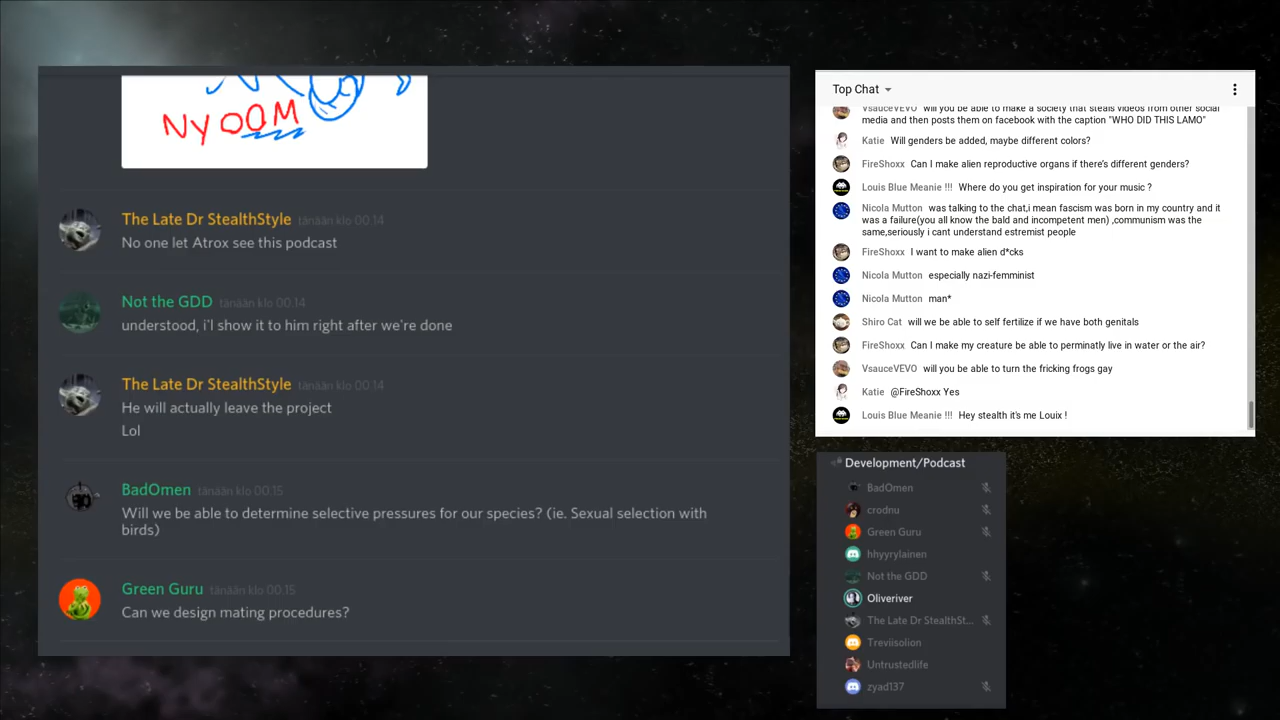 NYOOM
The Late Dr StealthStyle tänään klo 00.14
No one let Atrox see this podcast
Not the GDD tänään klo 00.14
understood, i'l show it to him right after we're done
The Late Dr StealthStyle tänään klo 00.14
He will actually leave the project
Lol
BadOmen tänään klo 00.15
Will we be able to determine selective pressures for our species? (ie. Sexual selection with
birds)
Green Guru tänään klo 00.15
Can we design mating procedures?
Top Chat
VsauceVEVO will you be able to make a society that steals videos from other social
media and then posts them on facebook with the caption "WHO DID THIS LAMO"
Katie Will genders be added, maybe different colors?
FireShoxx Can I make alien reproductive organs if there's different genders?
Louis Blue Meanie !!! Where do you get inspiration for your music ?
Nicola Mutton was talking to the chat,i mean fascism was born in my country and it
was a failure(you all know the bald and incompetent men) ,communism was the
same,seriously i cant understand estremist people
FireShoxx I want to make alien d*cks
Nicola Mutton especially nazi-femminist
Nicola Mutton man*
Shiro Cat will we be able to self fertilize if we have both genitals
FireShoxx Can I make my creature be able to perminatly live in water or the air?
VsauceVEVO will you be able to turn the fricking frogs gay
Katie @FireShoxx Yes
Louis Blue Meanie !!! Hey stealth it's me Louix !
Development/Podcast
BadOmen
crodnu
Green Guru
hhyyrylainen
Not the GDD
Oliveriver
The Late Dr StealthSt...
Treviisolion
Untrustedlife
zyad137